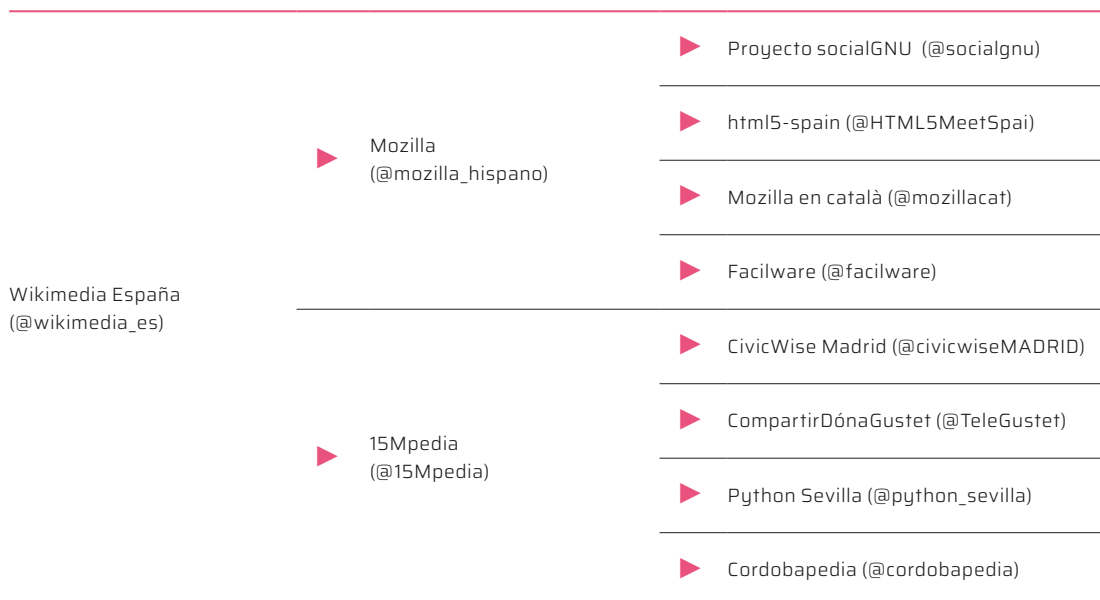 Wikimedia España
(@wikimedia_es)
Mozilla
(@mozilla_hispano)
Proyecto socialGNU (@socialgnu)
html5-spain (@HTML5MeetSpai)
Mozilla en català (@mozillacat)
Facilware (@facilware)
15Mpedia
(@15Mpedia)
CivicWise Madrid (@civicwiseMADRID)
CompartirDónaGustet (@TeleGustet)
Python Sevilla (@python_sevilla)
Cordobapedia (@cordobapedia)